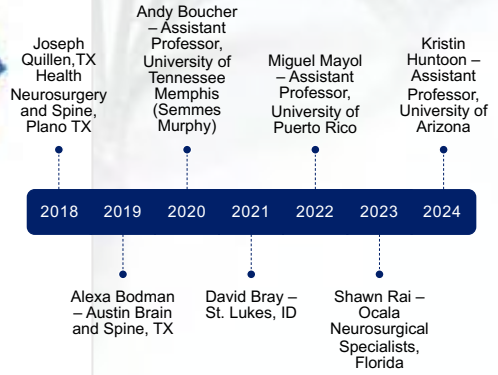 Joseph
Quillen,TX
Health
Neurosurgery
and Spine,
Plano TX
Andy Boucher
– Assistant
Professor,
University of
Tennessee
Memphis
(Semmes
Murphy)
Miguel Mayol
– Assistant
Professor,
University of
Puerto Rico
Kristin
Huntoon –
Assistant
Professor,
University of
Arizona
2018 2019 2020 2021 2022 2023 2024
Alexa Bodman
– Austin Brain
and Spine, TX
David Bray –
St. Lukes, ID
Shawn Rai –
Ocala
Neurosurgical
Specialists,
Florida